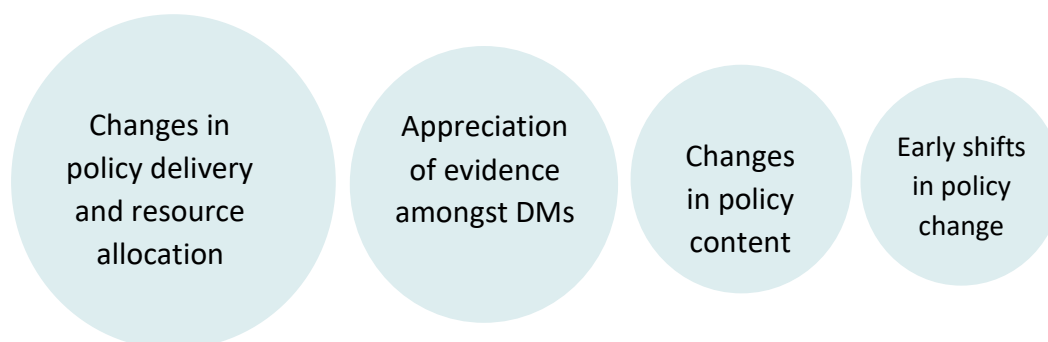 Changes in
policy delivery
and resource
allocation
Appreciation
of evidence
amongst DMs
Changes
in policy
content
Early shifts
in policy
change